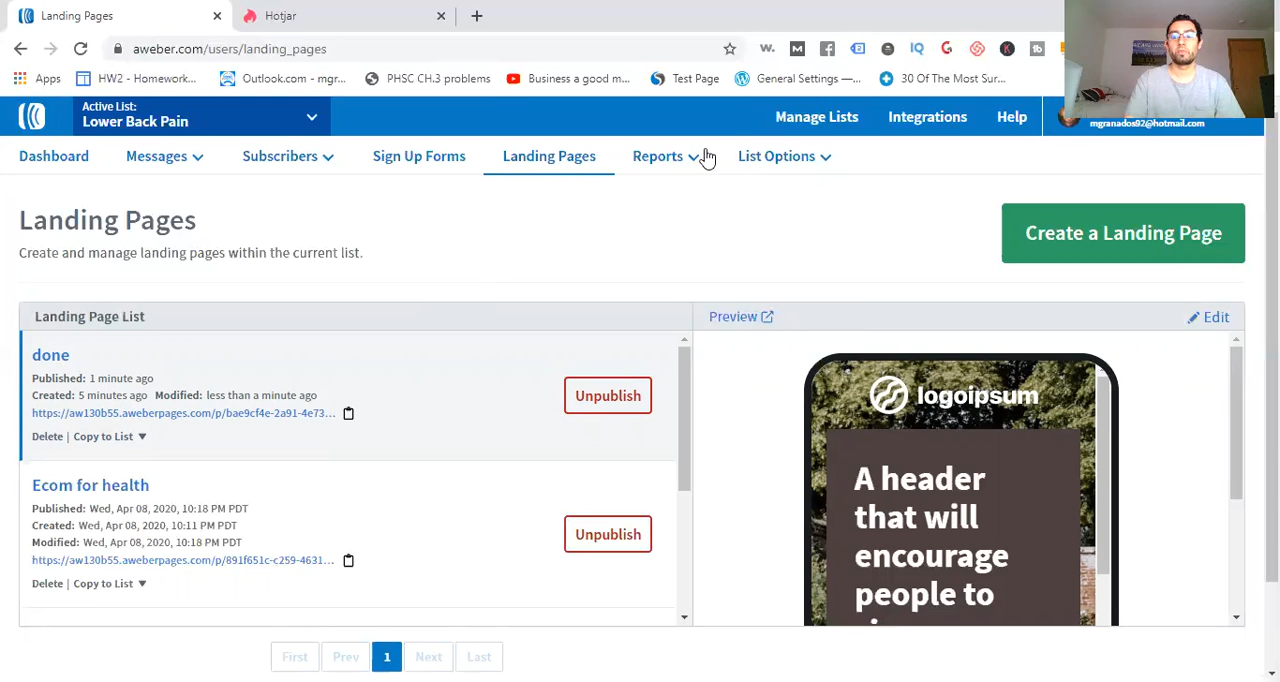 Landing Pages
Hotjar
aweber.com/users/landing_pages
Apps
HW2 - Homework...
Outlook.com - mgr...
PHSC CH.3 problems
Business a good m...
Test Page
General Settings —...
30 Of The Most Sur...
Active List:
Lower Back Pain
Manage Lists
Integrations
Help
mgranados92@hotmail.com
Dashboard
Messages
Subscribers
Sign Up Forms
Landing Pages
Reports
List Options
Landing Pages
Create and manage landing pages within the current list.
Create a Landing Page
Landing Page List
Preview
Edit
done
Published: 1 minute ago
Created: 5 minutes ago Modified: less than a minute ago
https://aw130b55.aweberpages.com/p/bae9cf4e-2a91-4e73...
Delete | Copy to List ▼
Unpublish
Ecom for health
Published: Wed, Apr 08, 2020, 10:18 PM PDT
Created: Wed, Apr 08, 2020, 10:11 PM PDT
Modified: Wed, Apr 08, 2020, 10:18 PM PDT
https://aw130b55.aweberpages.com/p/891f651c-c259-4631...
Delete | Copy to List ▼
Unpublish
logoipsum
A header
that will
encourage
people to
First
Prev
1
Next
Last